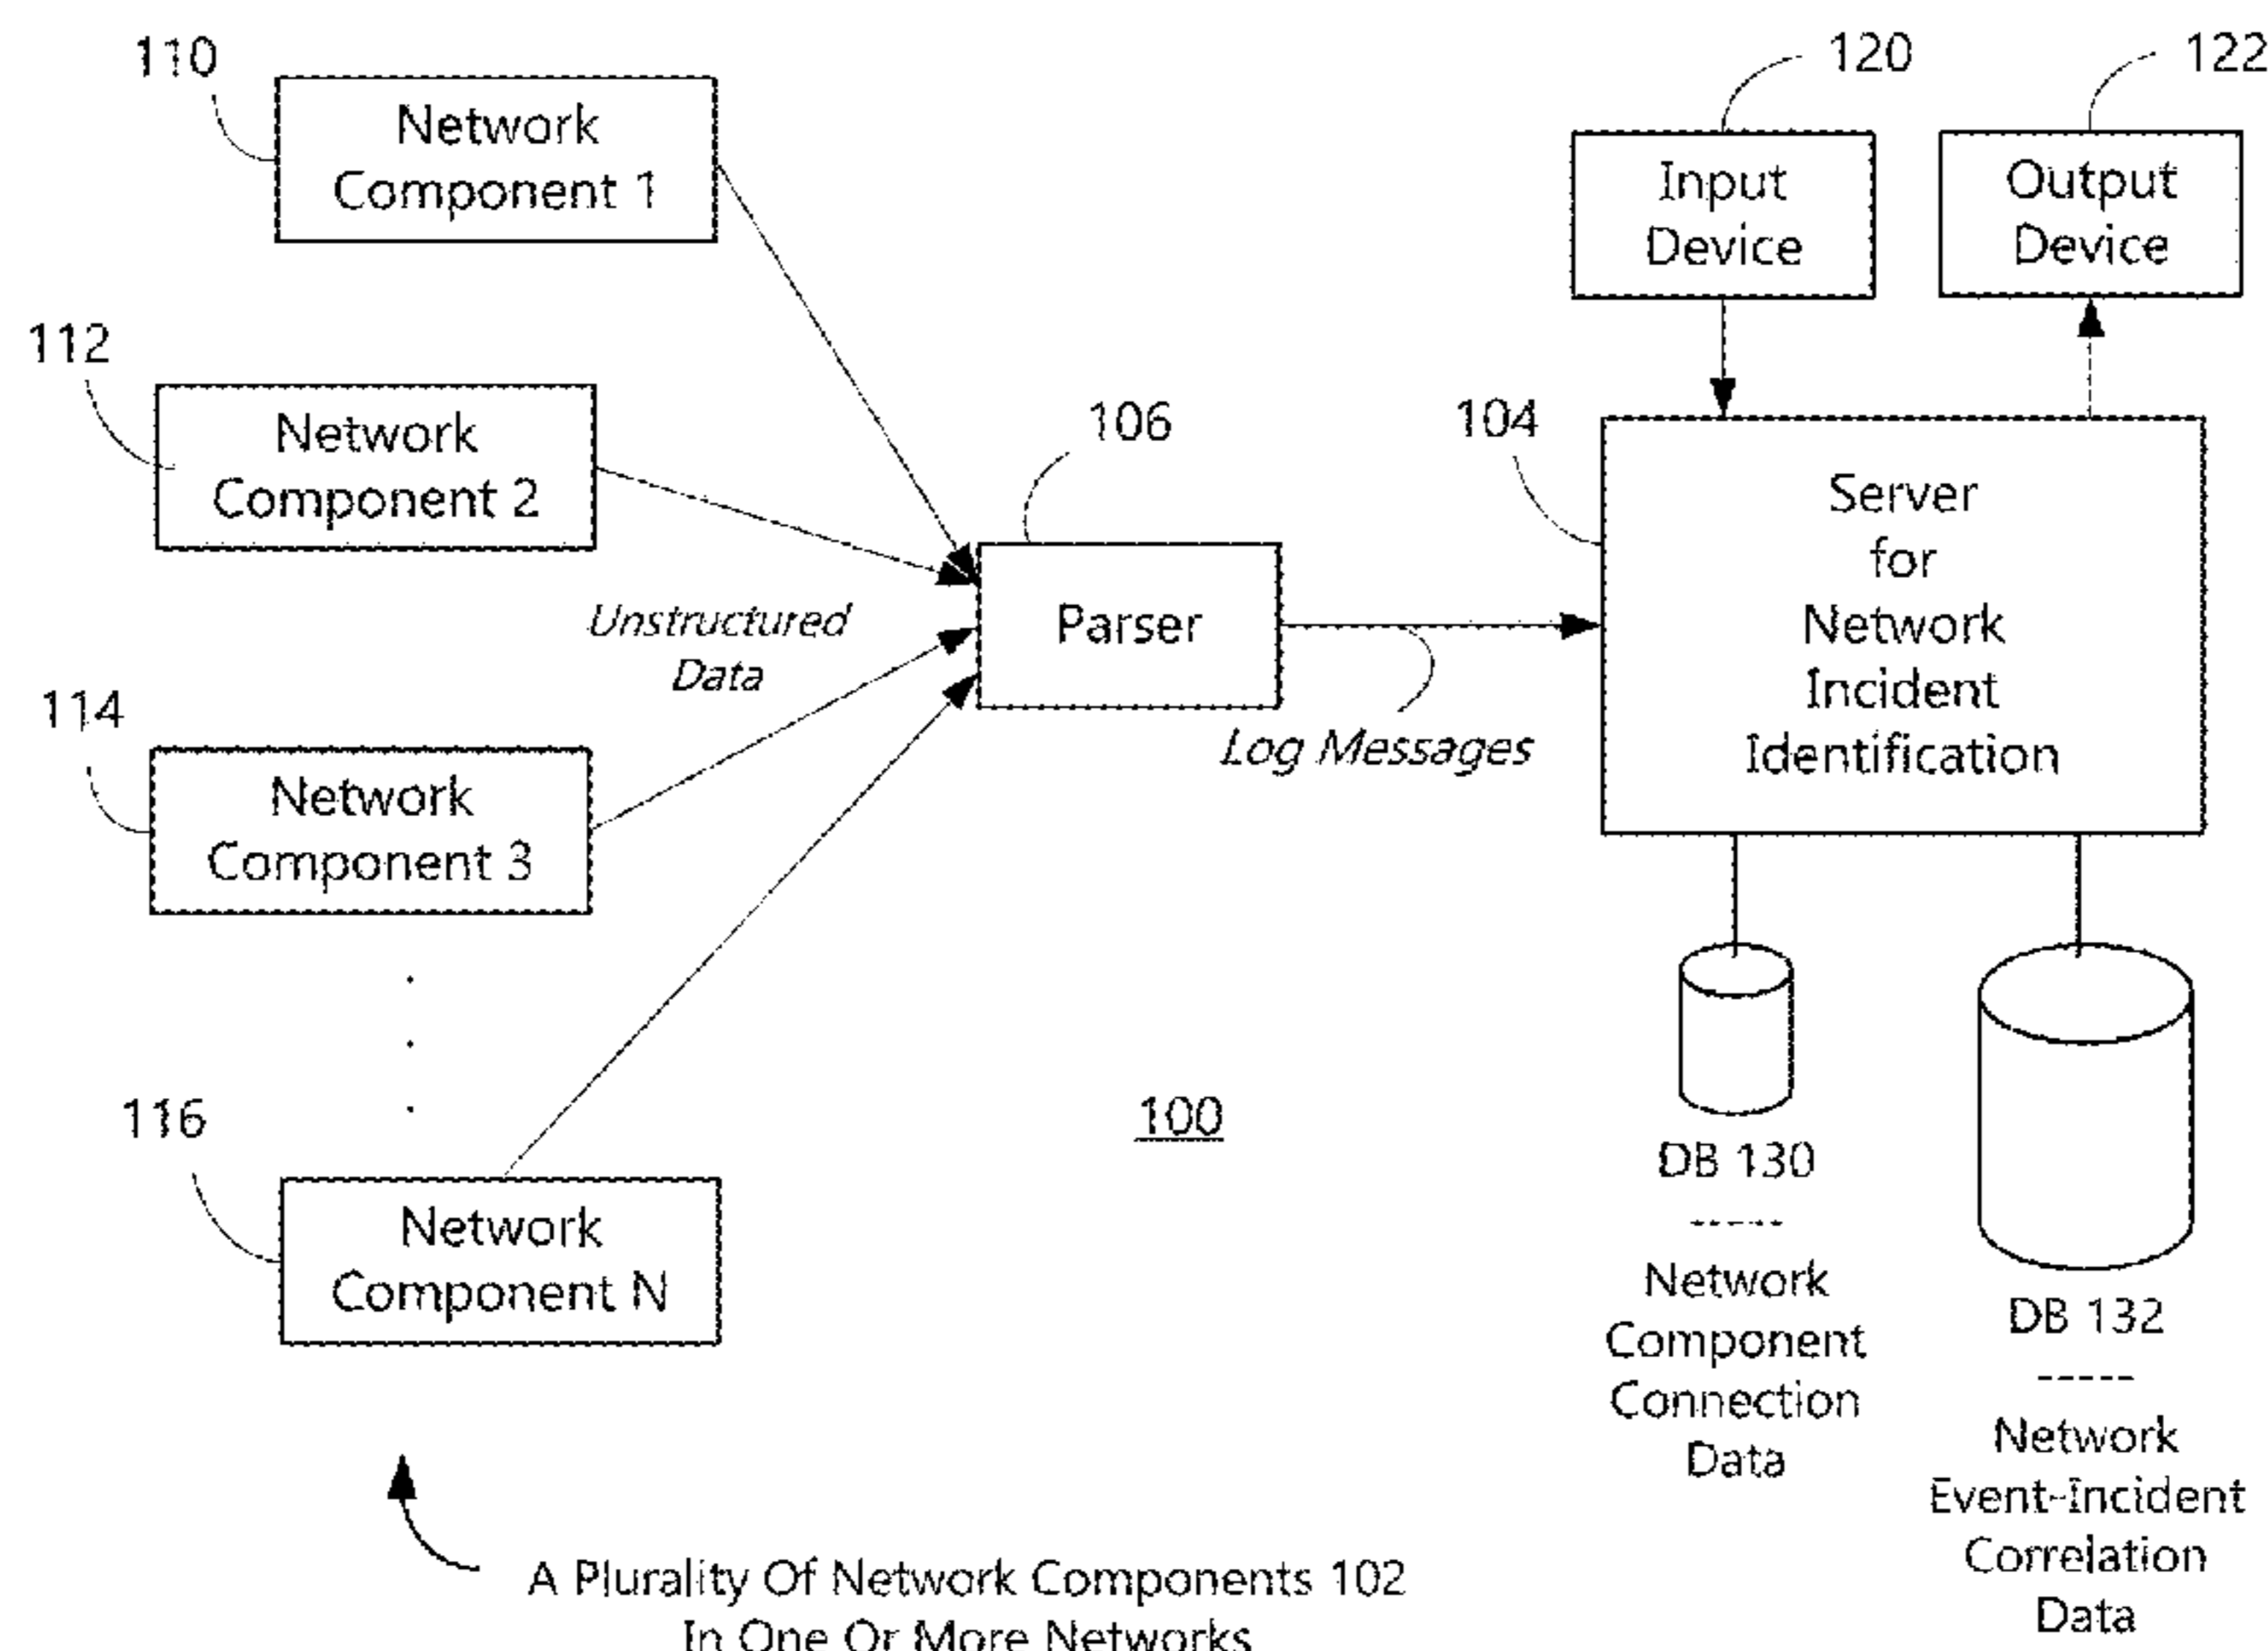 110
Network
Component 1
112
Network
Component 2
114
Network
Component 3
116
Network
Component N
Unstructured
Data
106
Parser
Log Messages
120
Input
Device
122
Output
Device
104
Server
for
Network
Incident
Identification
100
DB 130
Network
Component
Connection
Data
DB 132
Network
Event-Incident
Correlation
Data
A Plurality Of Network Components 102
In One Or More Networks